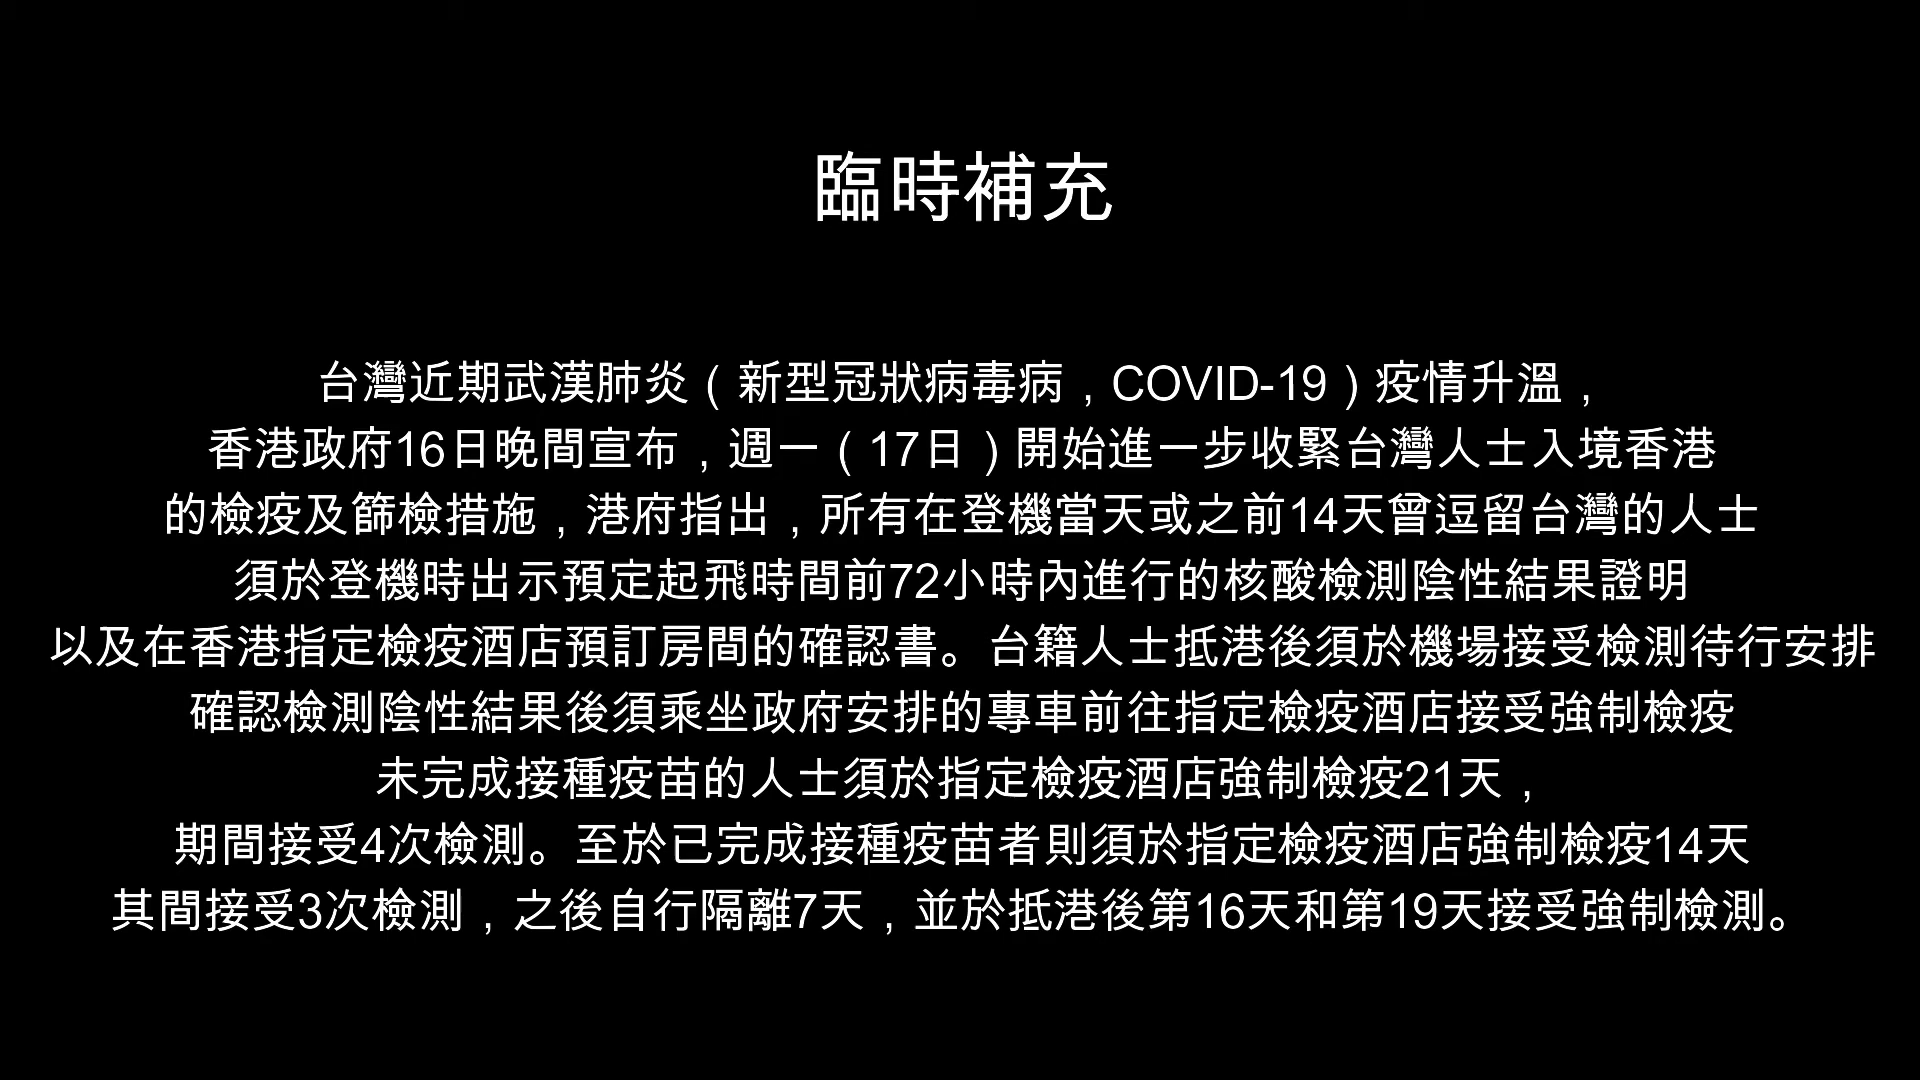 臨時補充
台灣近期武漢肺炎（新型冠狀病毒病，COVID-19）疫情升溫，
香港政府16日晚間宣布，週一（17日）開始進一步收緊台灣人士入境香港
的檢疫及篩檢措施，港府指出，所有在登機當天或之前14天曾逗留台灣的人士
須於登機時出示預定起飛時間前72小時內進行的核酸檢測陰性結果證明
以及在香港指定檢疫酒店預訂房間的確認書。台籍人士抵港後須於機場接受檢測待行安排
確認檢測陰性結果後須乘坐政府安排的專車前往指定檢疫酒店接受強制檢疫
未完成接種疫苗的人士須於指定檢疫酒店強制檢疫21天，
期間接受4次檢測。至於已完成接種疫苗者則須於指定檢疫酒店強制檢疫14天
其間接受3次檢測，之後自行隔離7天，並於抵港後第16天和第19天接受強制檢測。